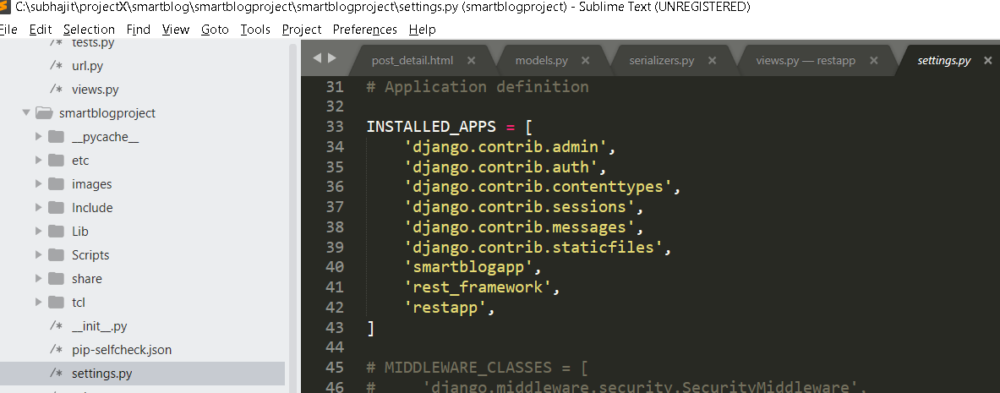 C:\subhajit\projectX\smartblog\smartblogproject\smartblogproject\settings.py (smartblogproject) - Sublime Text (UNREGISTERED)
File Edit Selection Find View Goto Tools Project Preferences Help
tests.py
/* url.py
/* views.py
smartblogproject
__pycache__
etc
images
Include
Lib
Scripts
share
tcl
/* __init__.py
/* pip-selfcheck.json
/* settings.py
post_detail.html × models.py × serializers.py × views.py — restapp × settings.py ×
31 # Application definition
32
33 INSTALLED_APPS = [
34 'django.contrib.admin',
35 'django.contrib.auth',
36 'django.contrib.contenttypes',
37 'django.contrib.sessions',
38 'django.contrib.messages',
39 'django.contrib.staticfiles',
40 'smartblogapp',
41 'rest_framework',
42 'restapp',
43 ]
44
45 # MIDDLEWARE_CLASSES = [
46 # 'django.middleware.security.SecurityMiddleware',